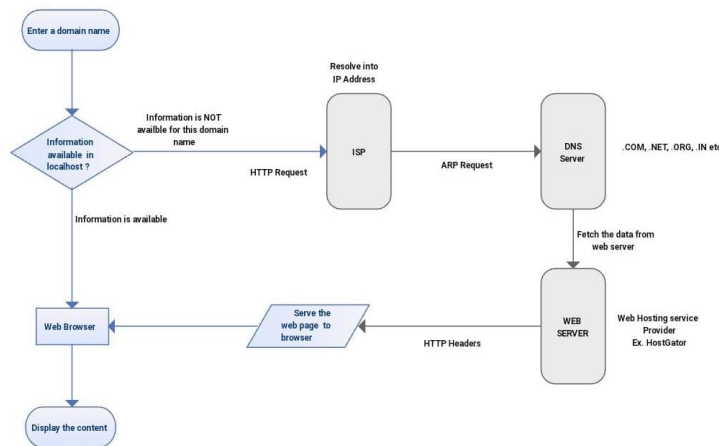 Enter a domain name
Resolve into
IP Address
Information is NOT
availble for this domain
name
Information
available in
localhost ?
HTTP Request
ISP
ARP Request
DNS
Server
.COM, .NET, .ORG, .IN etc
Information is available
Fetch the data from
web server
Web Browser
Serve the
web page to
browser
HTTP Headers
WEB
SERVER
Web Hosting service
Provider
Ex. HostGator
Display the content